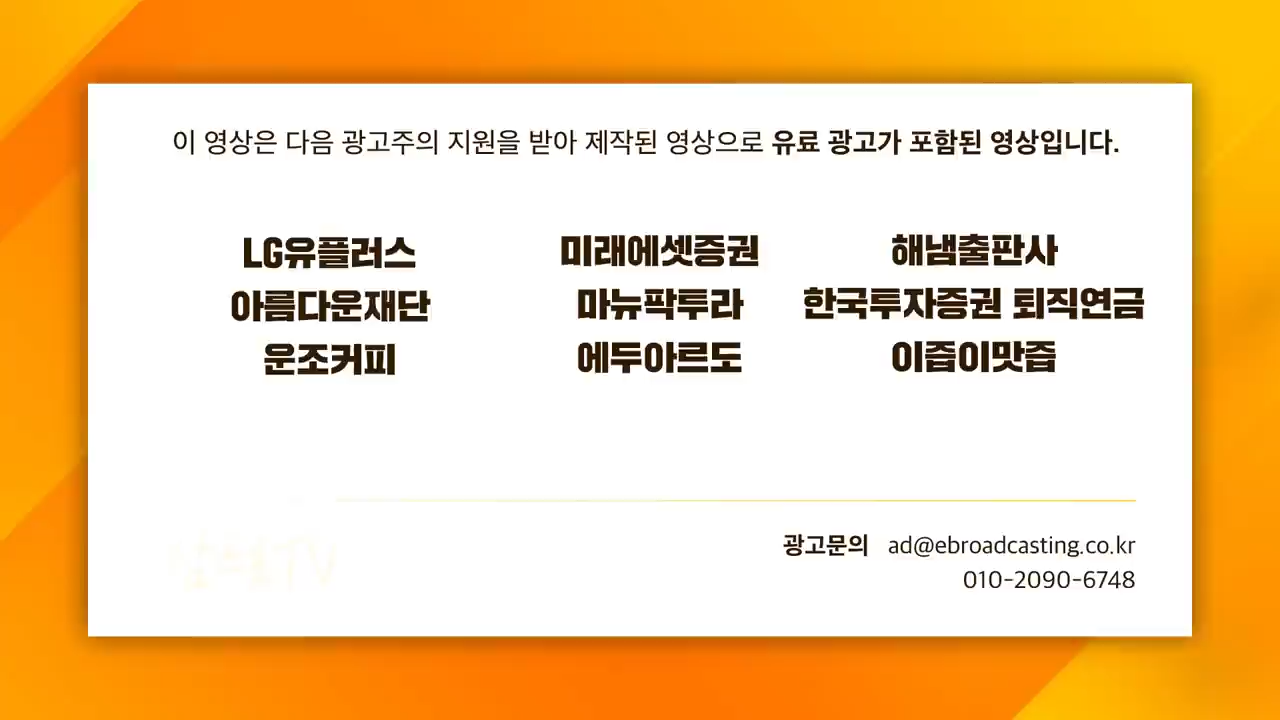 이 영상은 다음 광고주의 지원을 받아 제작된 영상으로 유료 광고가 포함된 영상입니다.
LG유플러스 미래에셋증권 해냄출판사
아름다운재단 마뉴팍투라 한국투자증권 퇴직연금
운조커피 에두아르도 이즙이맛즙
광고문의 ad@ebroadcasting.co.kr
010-2090-6748